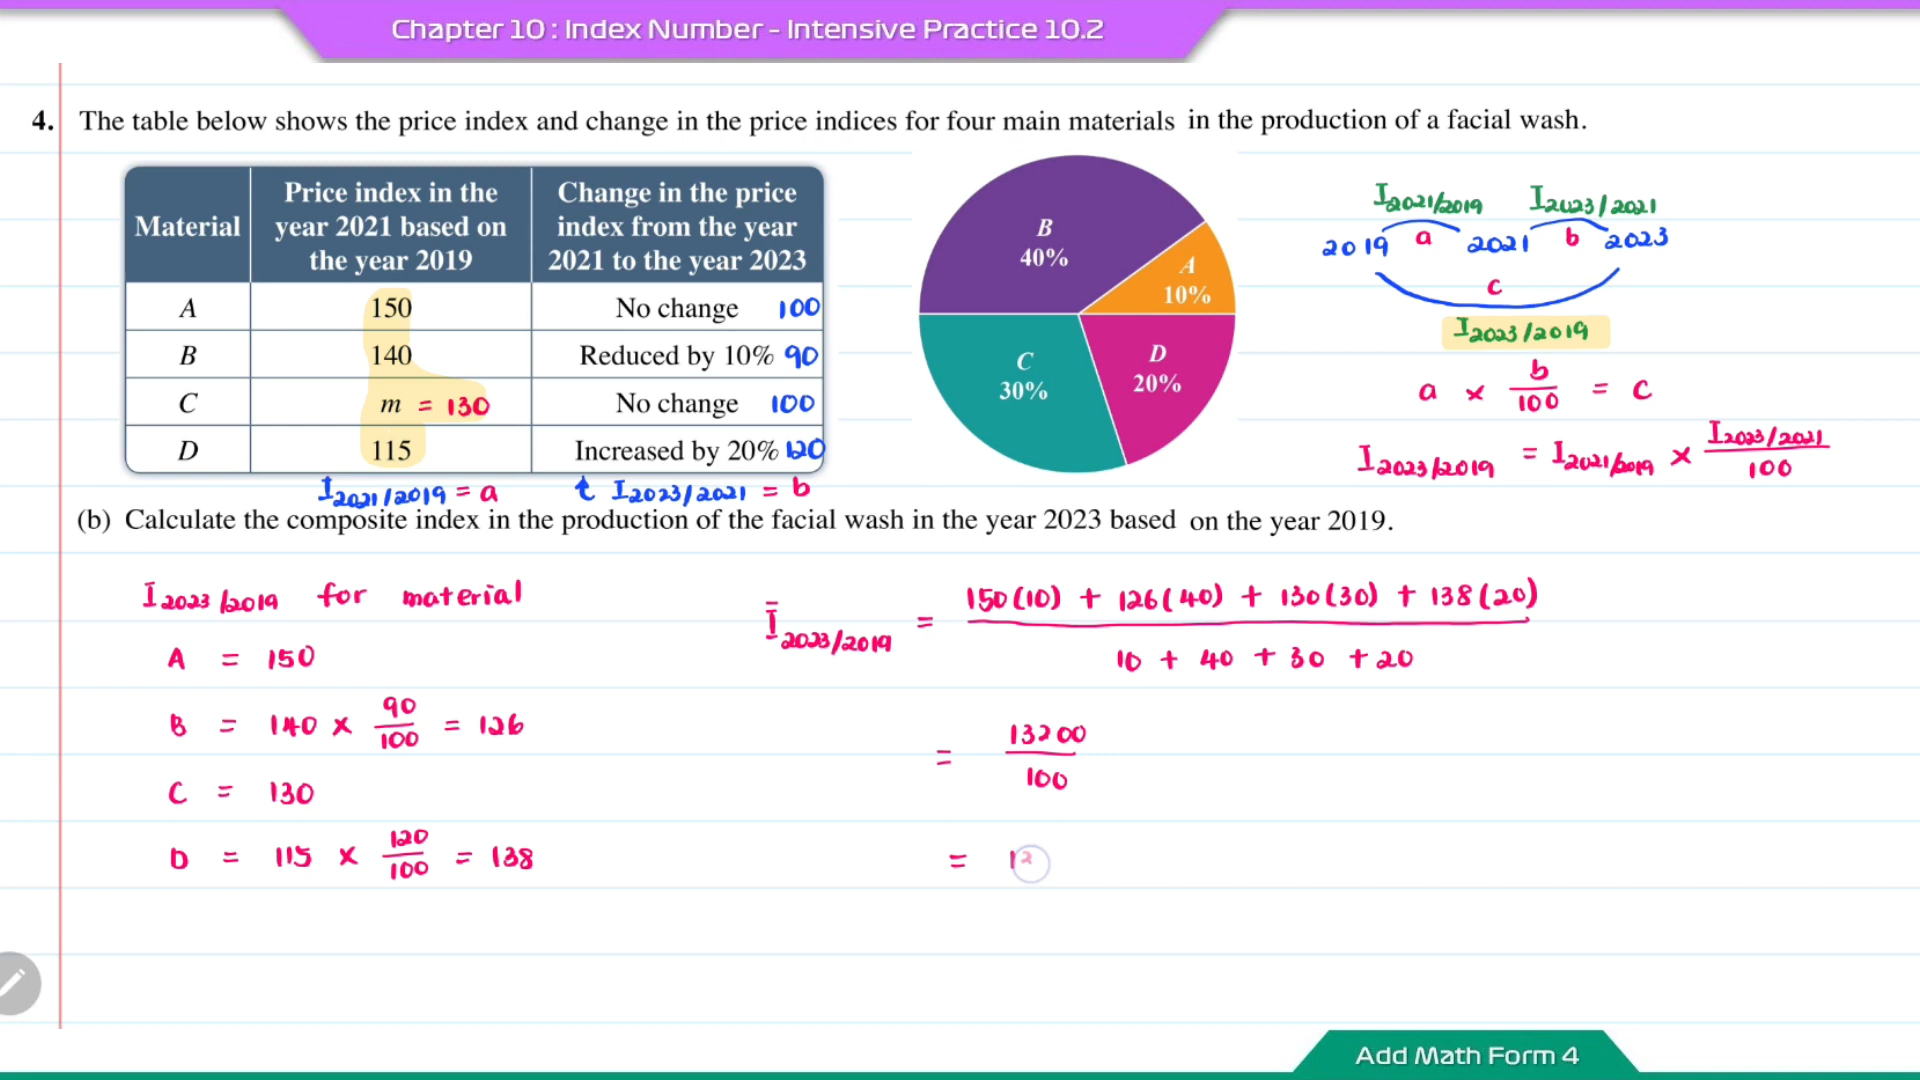 Chapter 10 : Index Number - Intensive Practice 10.2
4. The table below shows the price index and change in the price indices for four main materials in the production of a facial wash.
Material | Price index in the year 2021 based on the year 2019 | Change in the price index from the year 2021 to the year 2023
A | 150 | No change 100
B | 140 | Reduced by 10% 90
C | m = 130 | No change 100
D | 115 | Increased by 20% 120
I2021/2019 = a
I2023/2021 = b
B
40%
A
10%
C
30%
D
20%
I2021/2019 I2023/2021
2019 a 2021 b 2023
c
I2023/2019
a × b/100 = c
I2023/2019 = I2021/2019 × I2023/2021 / 100
(b) Calculate the composite index in the production of the facial wash in the year 2023 based on the year 2019.
I2023/2019 for material
A = 150
B = 140 × 90/100 = 126
C = 130
D = 115 × 120/100 = 138
Ī2023/2019 = 150(10) + 126(40) + 130(30) + 138(20) / 10 + 40 + 30 + 20
= 13200/100
= 1
Add Math Form 4